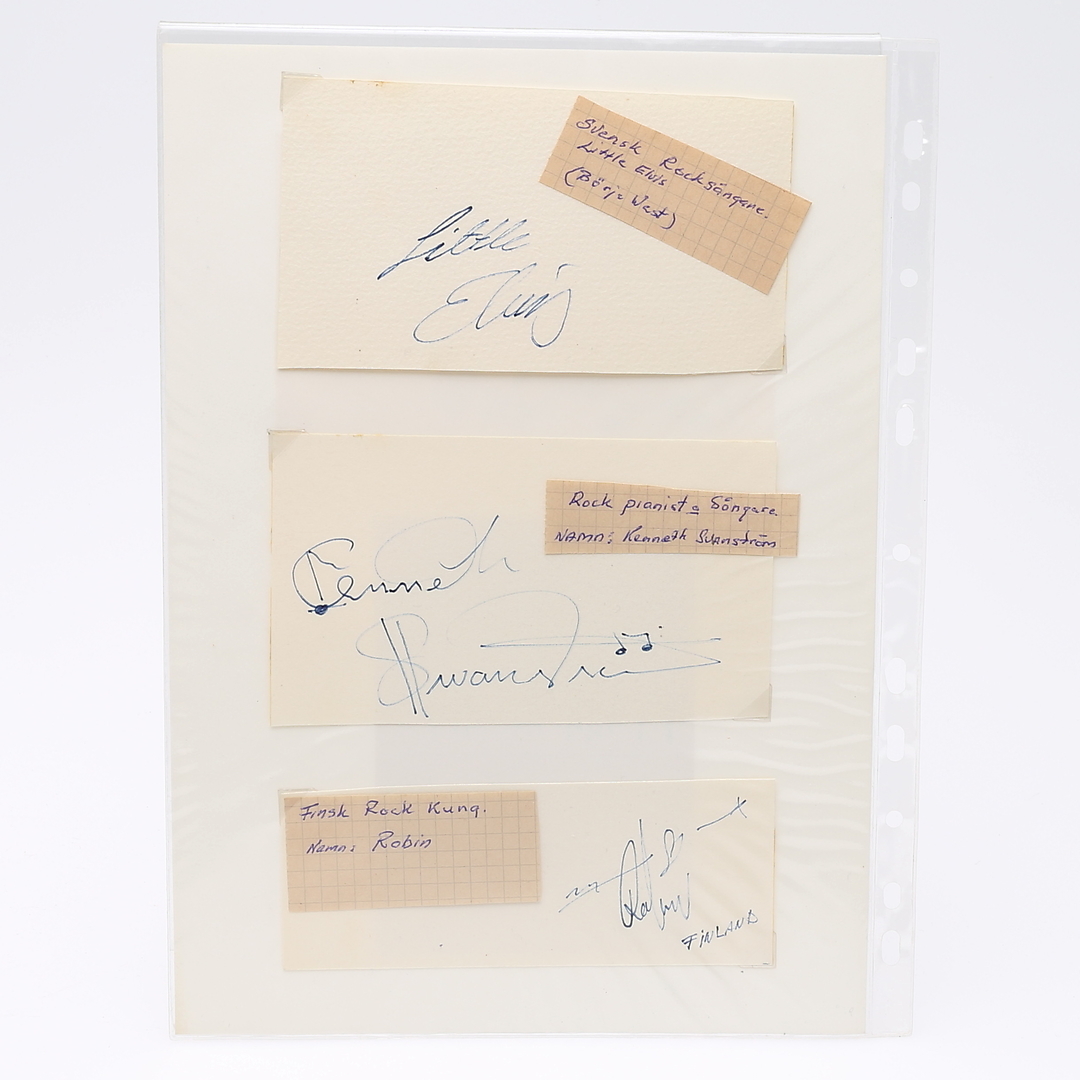 Svensk Rocksångare.
Little Elvis
(Börje West)
Little
Elvis
Rock pianist o Sångare
NAMN: Kenneth Svanström
Kenneth
Swanström
Finsk Rock Kung.
Namn: Robin
FINLAND